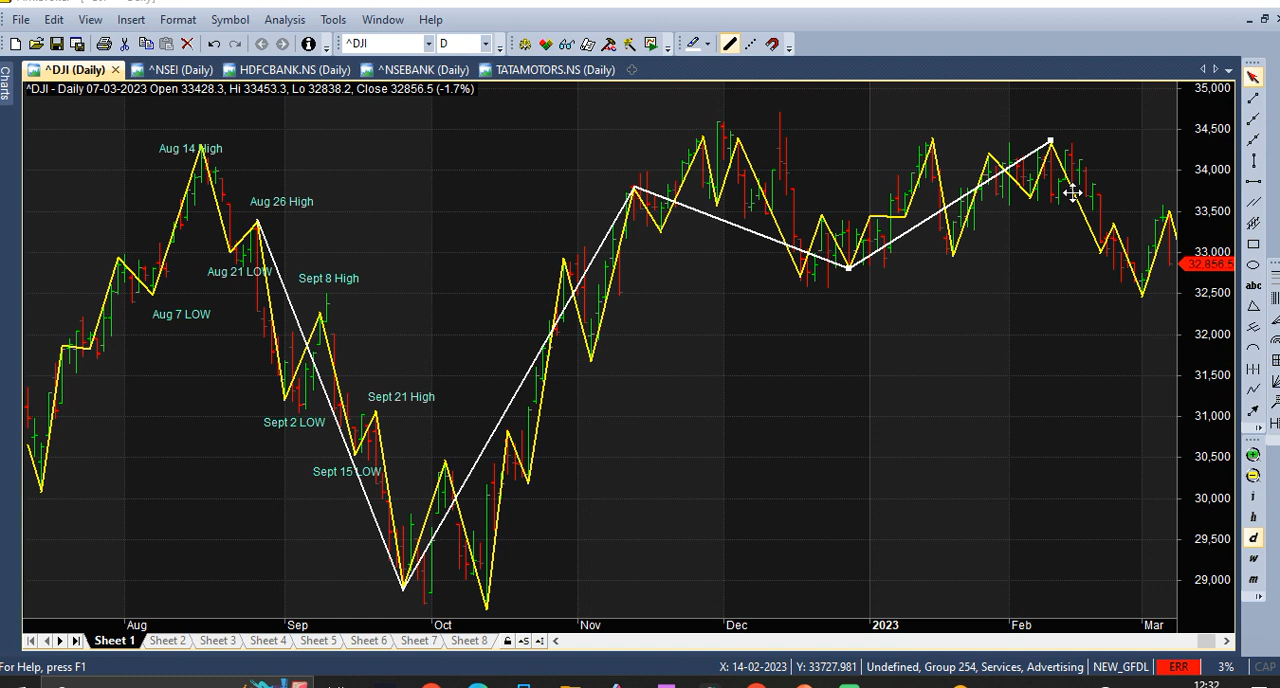 File Edit View Insert Format Symbol Analysis Tools Window Help
^DJI D
^DJI (Daily) ^NSEI (Daily) HDFCBANK.NS (Daily) ^NSEBANK (Daily) TATAMOTORS.NS (Daily)
Charts
^DJI - Daily 07-03-2023 Open 33428.3, Hi 33453.3, Lo 32838.2, Close 32856.5 (-1.7%)
35,000
34,500
Aug 14 High
34,000
Aug 26 High
33,500
33,000
32,856.5
Aug 21 LOW
Sept 8 High
32,500
Aug 7 LOW
32,000
31,500
Sept 21 High
31,000
Sept 2 LOW
30,500
Sept 15 LOW
30,000
29,500
29,000
abc
i
h
d
w
m
Aug Sep Oct Nov Dec 2023 Feb Mar
Sheet 1 Sheet 2 Sheet 3 Sheet 4 Sheet 5 Sheet 6 Sheet 7 Sheet 8
For Help, press F1 X: 14-02-2023 Y: 33727.981 Undefined, Group 254, Services, Advertising NEW_GFDL ERR 3% CAP
12:32